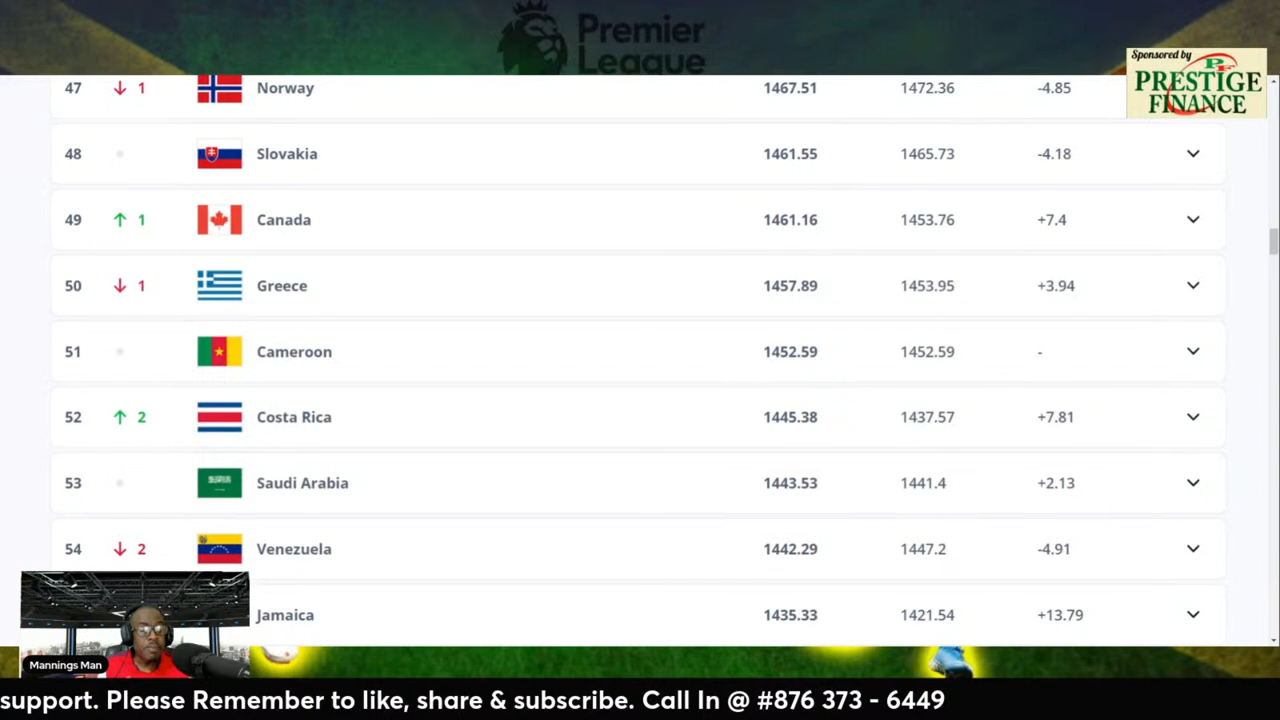 Premier
League
Sponsored by
PF
PRESTIGE
FINANCE
47 ↓ 1 Norway 1467.51 1472.36 -4.85
48 Slovakia 1461.55 1465.73 -4.18
49 ↑ 1 Canada 1461.16 1453.76 +7.4
50 ↓ 1 Greece 1457.89 1453.95 +3.94
51 Cameroon 1452.59 1452.59 -
52 ↑ 2 Costa Rica 1445.38 1437.57 +7.81
53 Saudi Arabia 1443.53 1441.4 +2.13
54 ↓ 2 Venezuela 1442.29 1447.2 -4.91
Jamaica 1435.33 1421.54 +13.79
Mannings Man
support. Please Remember to like, share & subscribe. Call In @ #876 373 - 6449